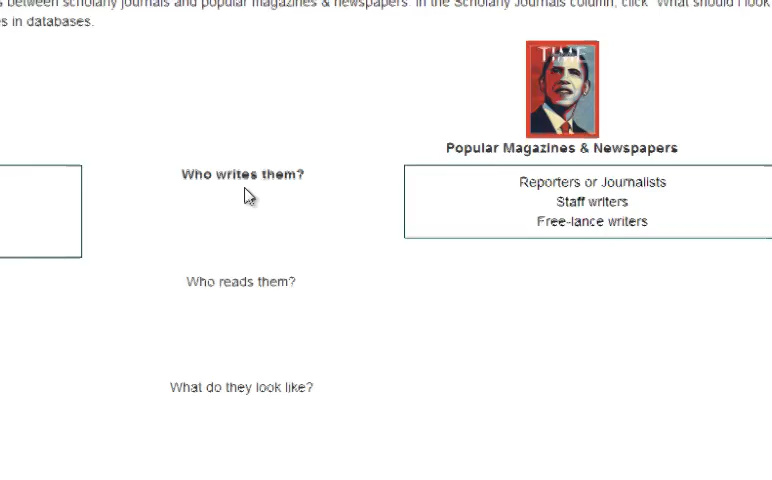 between scholarly journals and popular magazines & newspapers. In the Scholarly Journals column, click "What should I look
es in databases.
TIME
Popular Magazines & Newspapers
Who writes them?
Reporters or Journalists
Staff writers
Free-lance writers
Who reads them?
What do they look like?